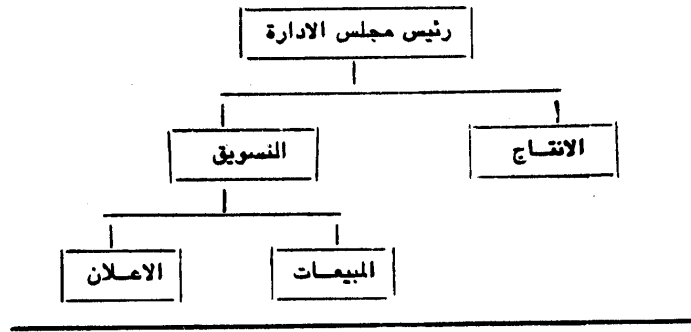 رئيس مجلس الادارة
الانتاج
التسويق
المبيعات
الاعلان